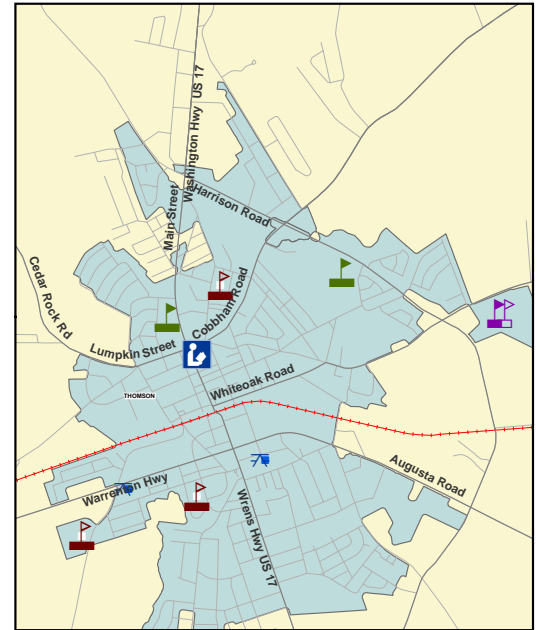 Washington Hwy US 17
Main Street
Harrison Road
Cedar Rock Rd
Cobbham Road
Lumpkin Street
Whiteoak Road
THOMSON
Warrenton Hwy
Augusta Road
Wrens Hwy US 17